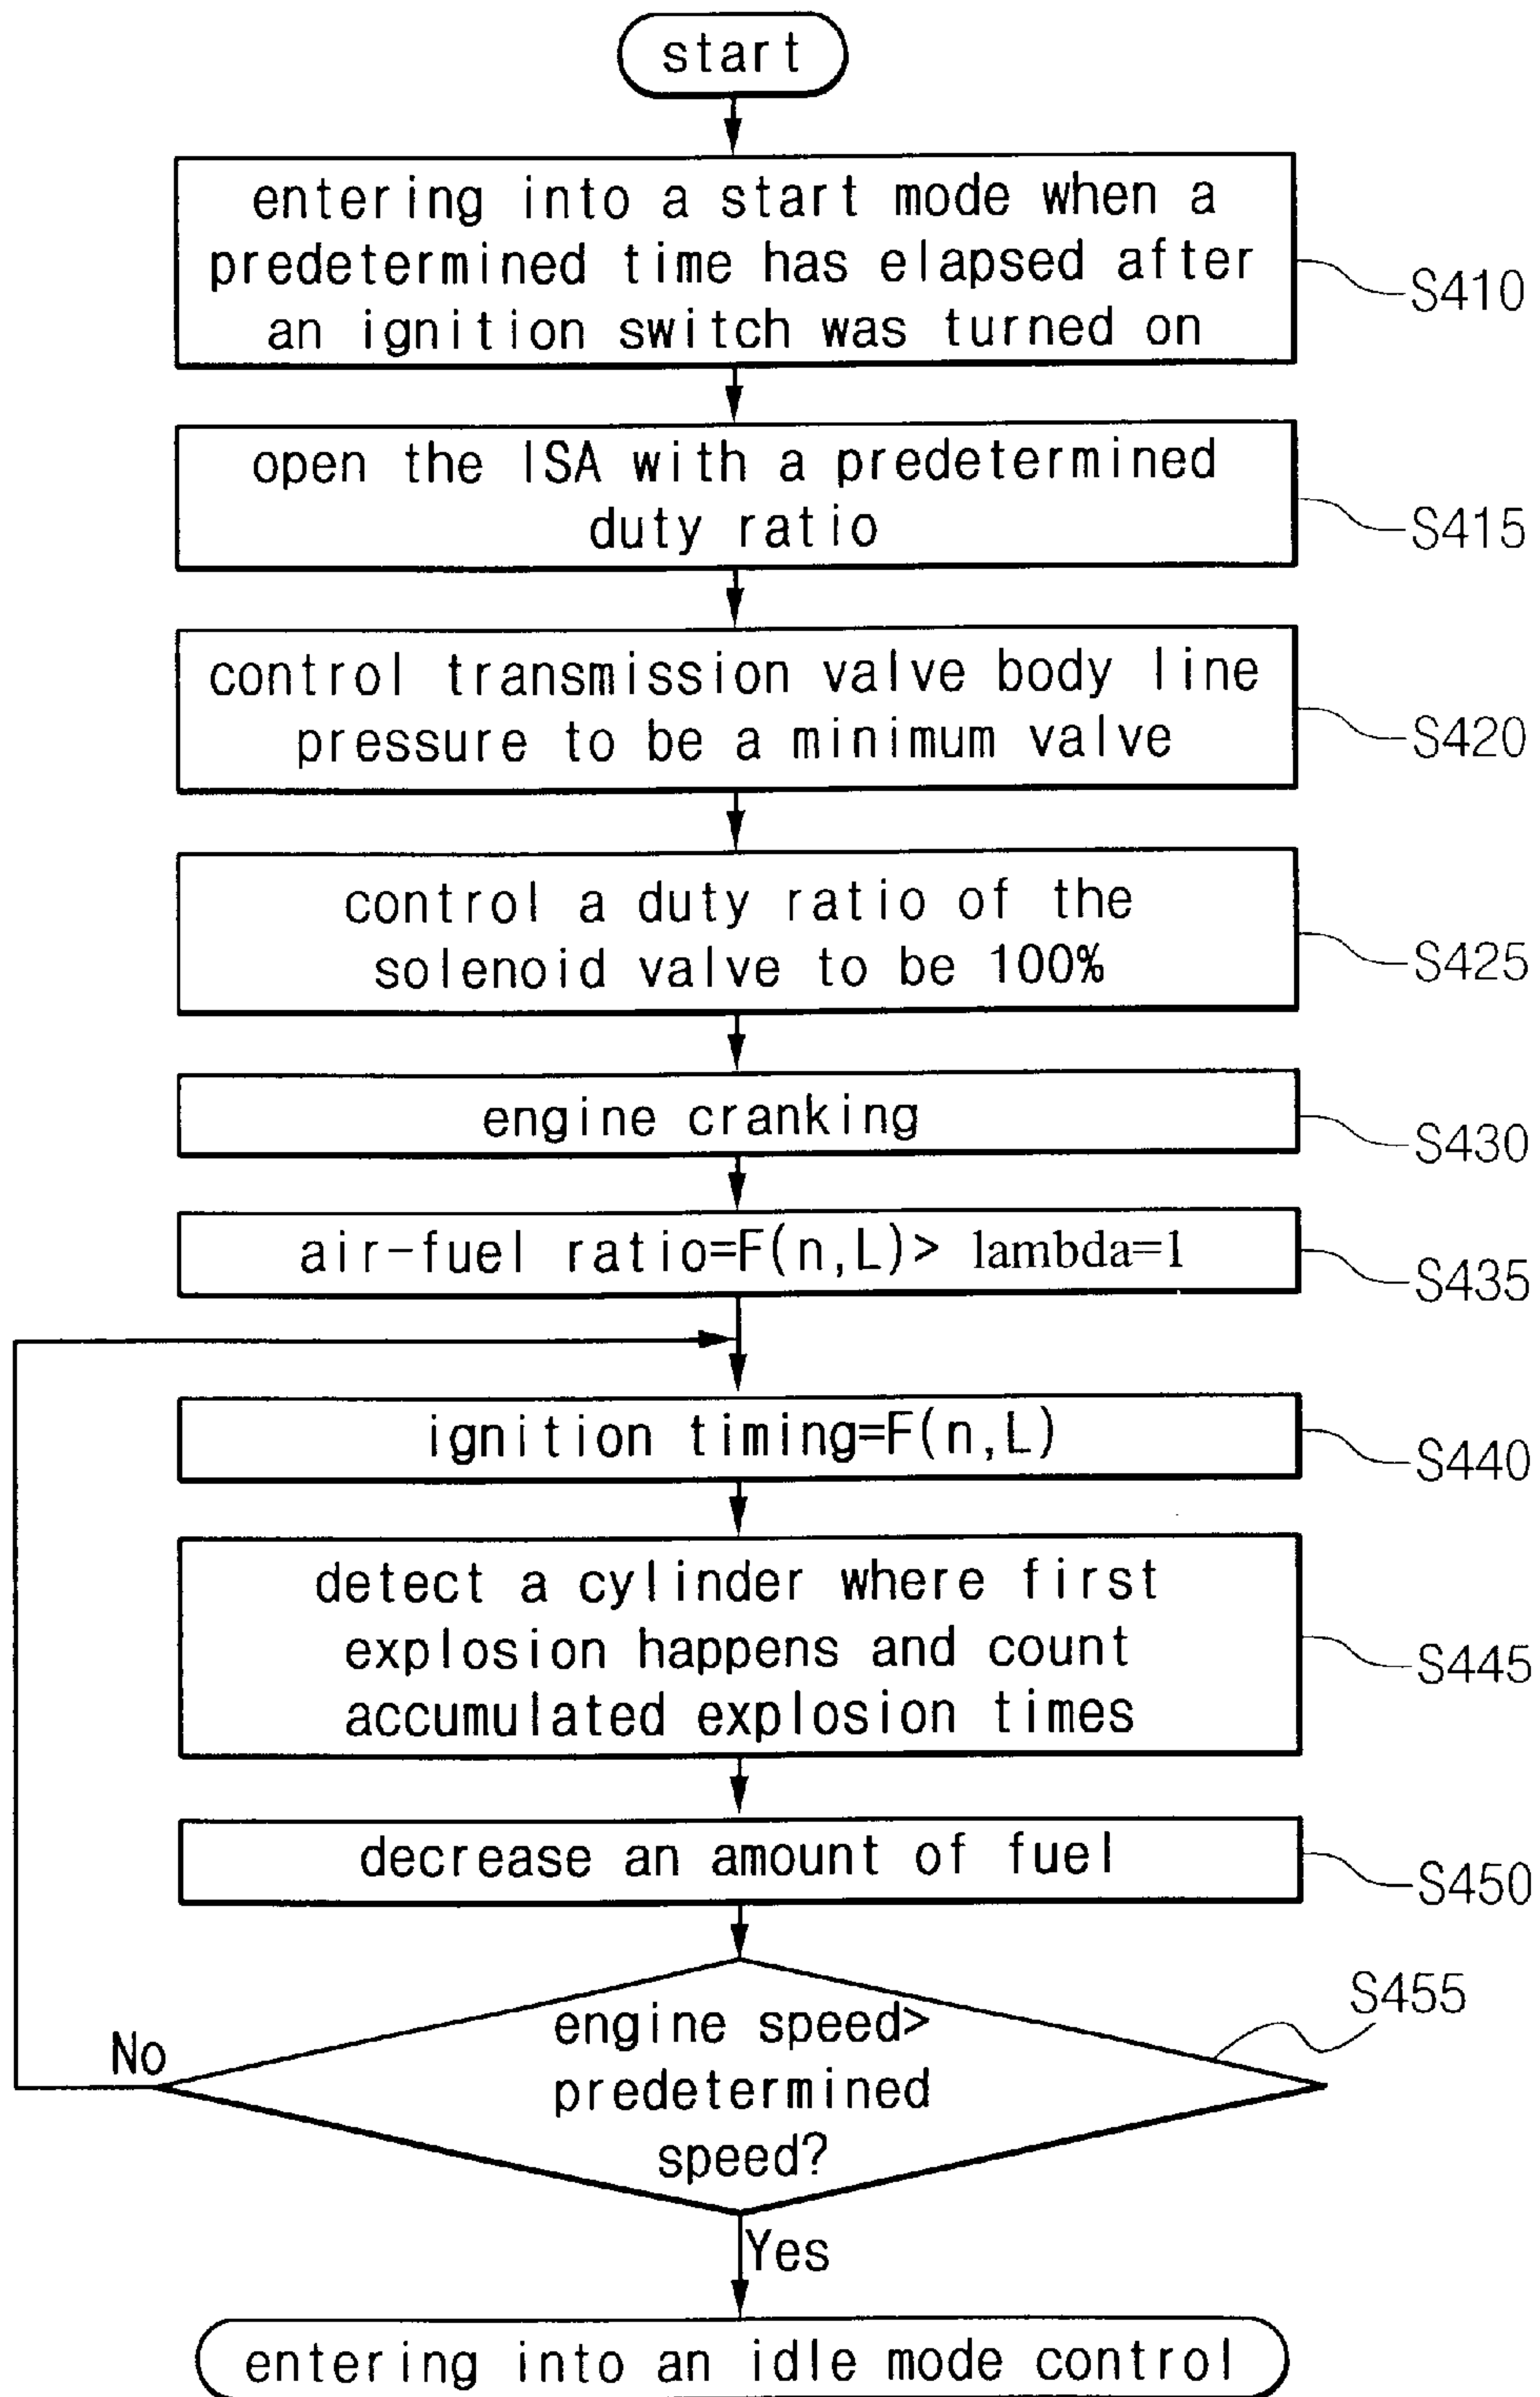 start
entering into a start mode when a
predetermined time has elapsed after
an ignition switch was turned on
S410
open the ISA with a predetermined
duty ratio
S415
control transmission valve body line
pressure to be a minimum valve
S420
control a duty ratio of the
solenoid valve to be 100%
S425
engine cranking
S430
air-fuel ratio=F(n,L)> lambda=1
S435
ignition timing=F(n,L)
S440
detect a cylinder where first
explosion happens and count
accumulated explosion times
S445
decrease an amount of fuel
S450
engine speed>
predetermined
speed?
S455
No
Yes
entering into an idle mode control